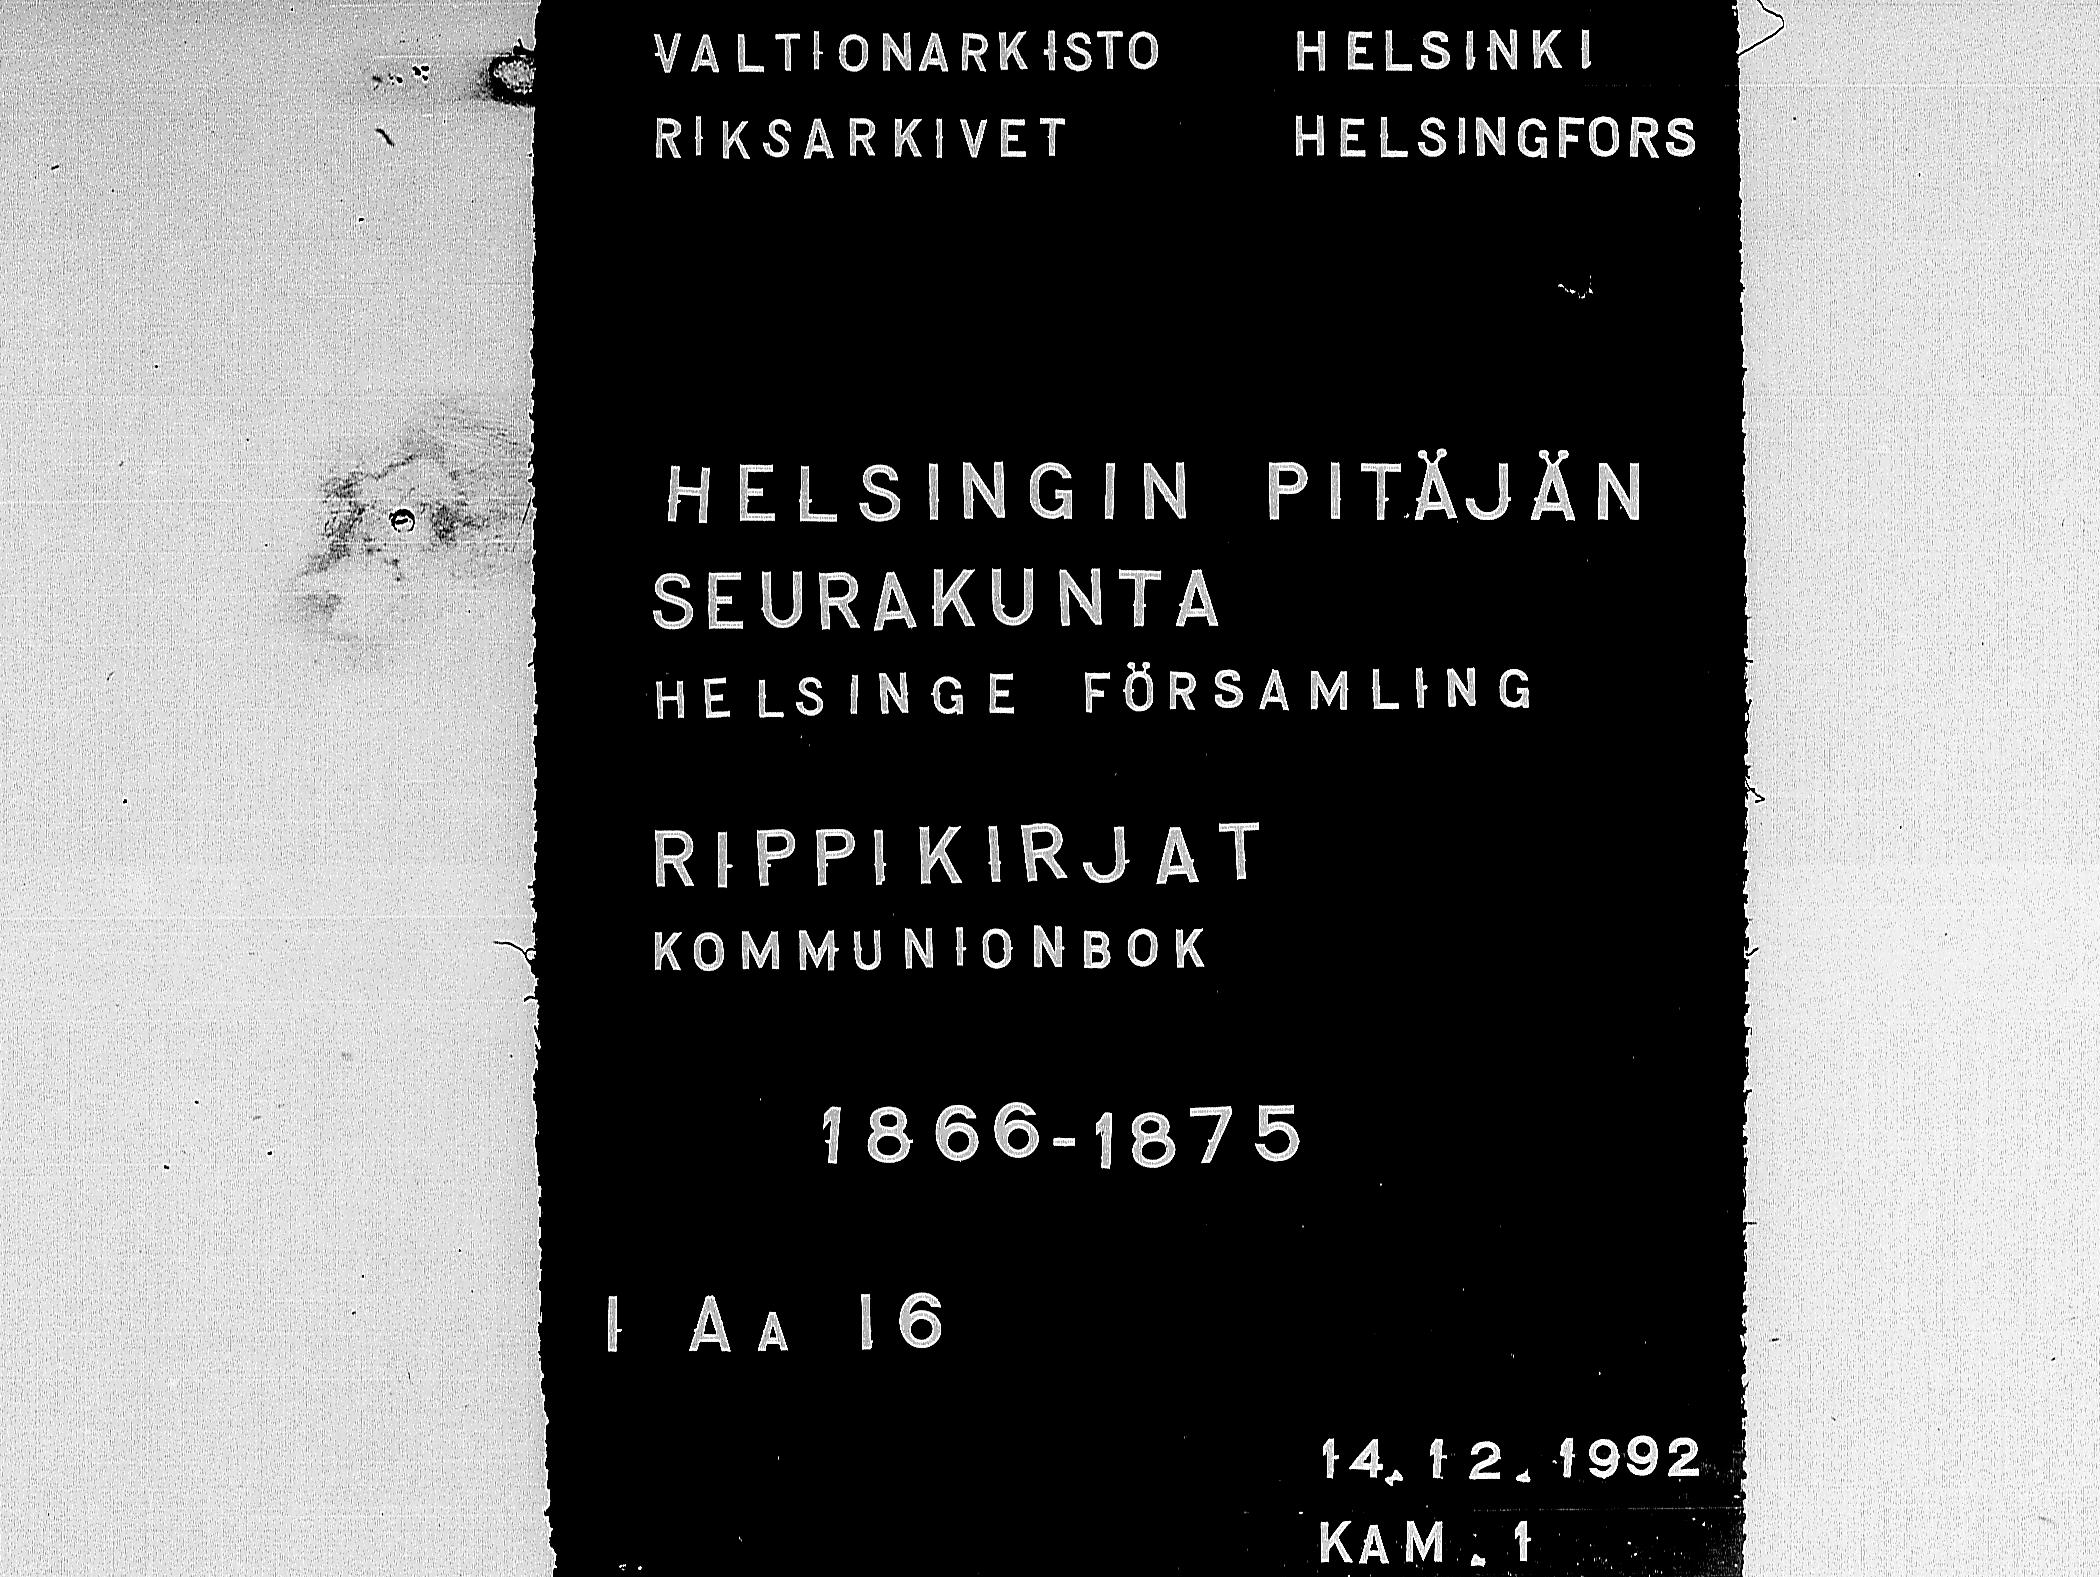 VALTIONARKISTO HELSINKI
RIKSARKIVET HELSINGFORS
HELSINGIN PITÄJÄN
SEURAKUNTA
HELSINGE FÖRSAMLING
RIPPIKIRJAT
KOMMUNIONBOK
1866-1875
I AA 16
14.12.1992
KAM.1